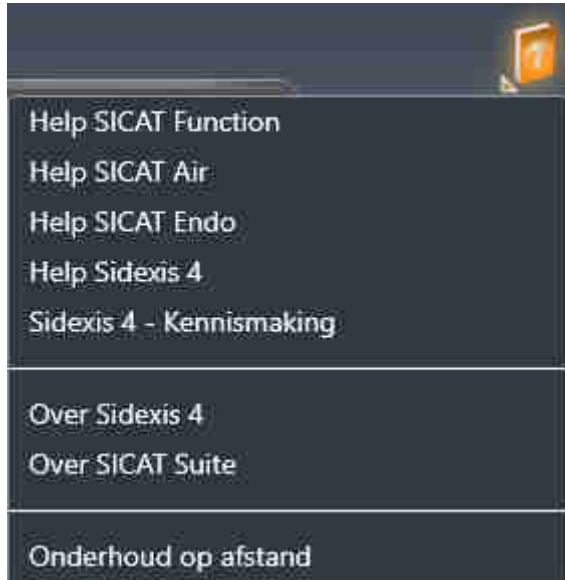 Help SICAT Function
Help SICAT Air
Help SICAT Endo
Help Sidexis 4
Sidexis 4 - Kennismaking
Over Sidexis 4
Over SICAT Suite
Onderhoud op afstand